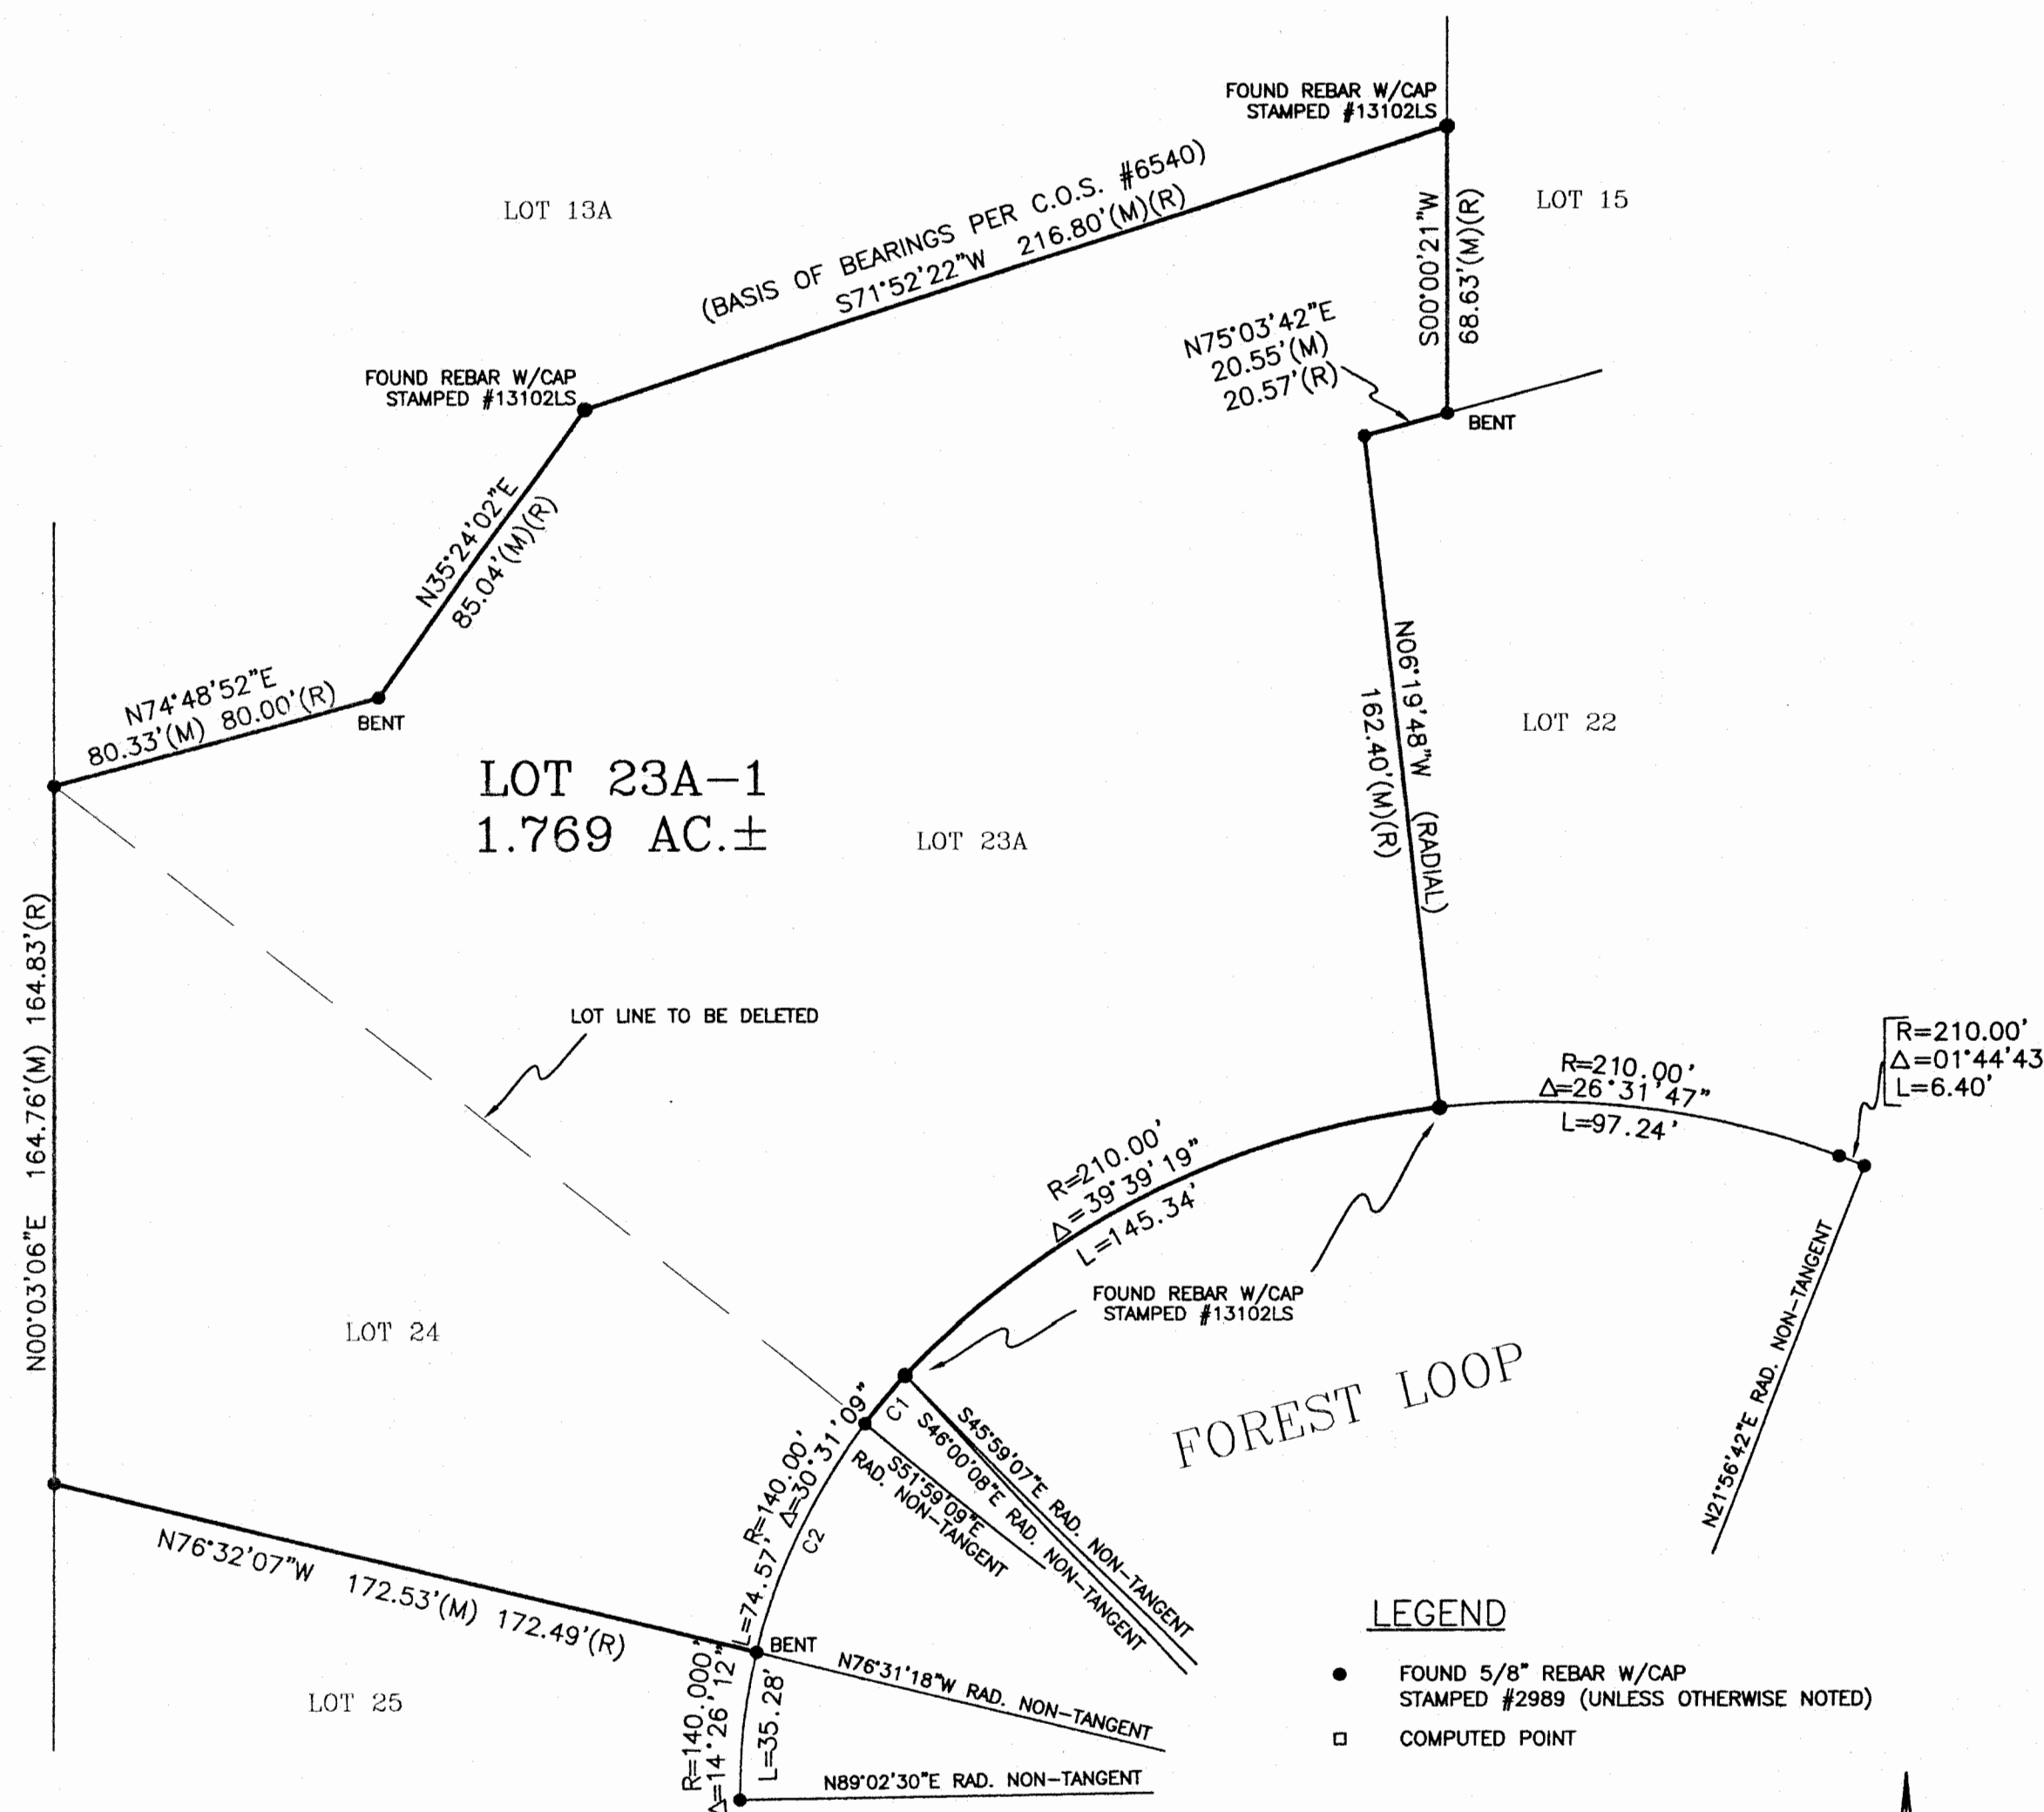 FOUND REBAR W/CAP
STAMPED #13102LS
LOT 13A
(BASIS OF BEARINGS PER C.O.S. #6540)
S71°52'22"W 216.80'(M)(R)
S00°00'21"W
68.63'(M)(R)
LOT 15
N75°03'42"E
20.55'(M)
20.57'(R)
BENT
FOUND REBAR W/CAP
STAMPED #13102LS
N35°24'02"E
85.04'(M)(R)
N74°48'52"E
80.33'(M) 80.00'(R)
BENT
LOT 23A-1
1.769 AC.±
LOT 23A
N06°19'48"W (RADIAL)
162.40'(M)(R)
LOT 22
N00°03'06"E 164.76'(M) 164.83'(R)
LOT LINE TO BE DELETED
R=210.00'
Δ=39°39'19"
L=145.34'
R=210.00'
Δ=26°31'47"
L=97.24'
R=210.00'
Δ=01°44'43
L=6.40'
FOUND REBAR W/CAP
STAMPED #13102LS
LOT 24
FOREST LOOP
N21°56'42"E RAD. NON-TANGENT
C1
S45°59'07"E RAD. NON-TANGENT
S46°00'08"E RAD. NON-TANGENT
S51°59'09"E
RAD. NON-TANGENT
R=140.00'
Δ=30°31'09"
L=74.57'
C2
N76°32'07"W 172.53'(M) 172.49'(R)
BENT
N76°31'18"W RAD. NON-TANGENT
R=140.000'
Δ=14°26'12"
L=35.28'
N89°02'30"E RAD. NON-TANGENT
LOT 25
LEGEND
FOUND 5/8" REBAR W/CAP
STAMPED #2989 (UNLESS OTHERWISE NOTED)
COMPUTED POINT